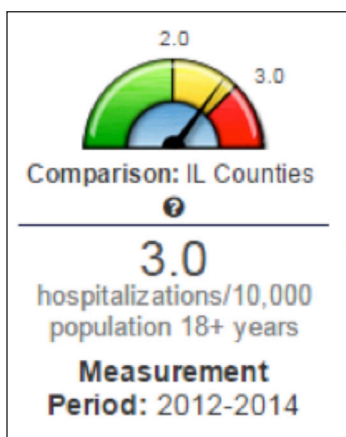 2.0
3.0
Comparison: IL Counties
?
3.0
hospitalizations/10,000
population 18+ years
Measurement
Period: 2012-2014